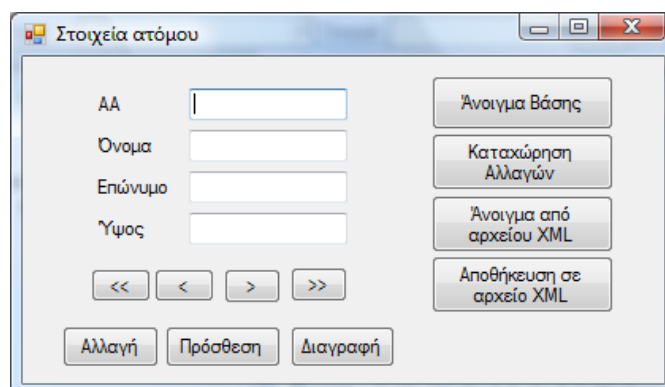 Στοιχεία ατόμου
ΑΑ
Όνομα
Επώνυμο
Ύψος
<< < > >>
Αλλαγή Πρόσθεση Διαγραφή
Άνοιγμα Βάσης
Καταχώρηση
Αλλαγών
Άνοιγμα από
αρχείου XML
Αποθήκευση σε
αρχείο XML